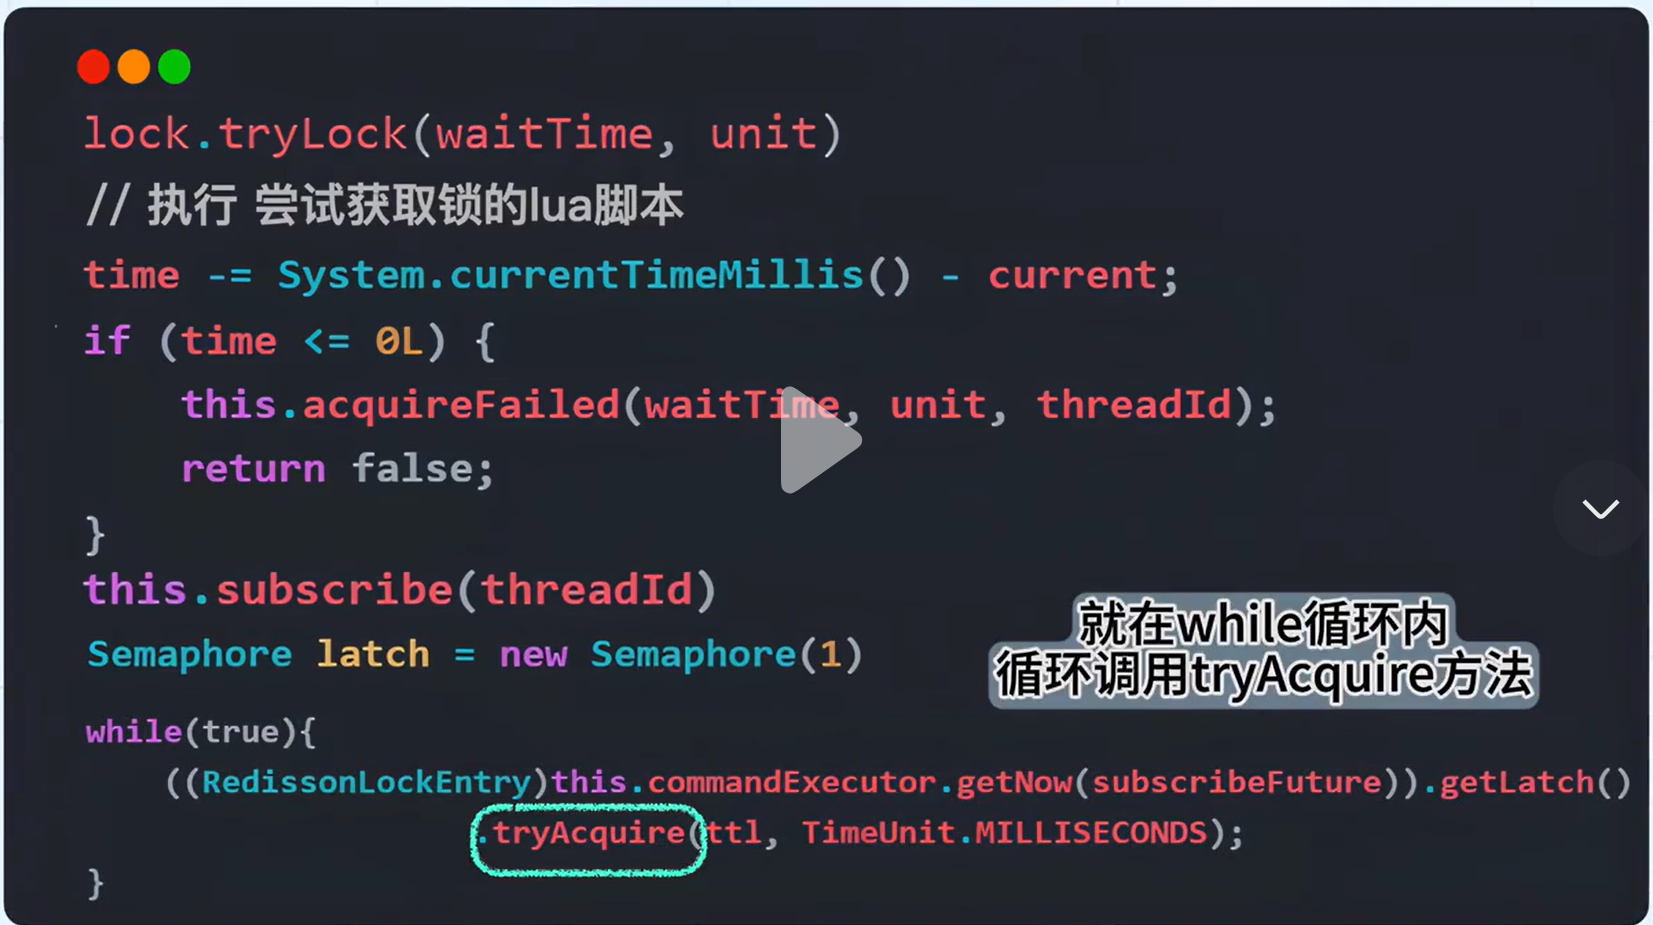 lock.tryLock(waitTime, unit)
// 执行 尝试获取锁的lua脚本
time -= System.currentTimeMillis() - current;
if (time <= 0L) {
this.acquireFailed(waitTime, unit, threadId);
return false;
}
this.subscribe(threadId)
Semaphore latch = new Semaphore(1)
就在while循环内
循环调用tryAcquire方法
while(true){
((RedissonLockEntry)this.commandExecutor.getNow(subscribeFuture)).getLatch()
.tryAcquire(ttl, TimeUnit.MILLISECONDS);
}